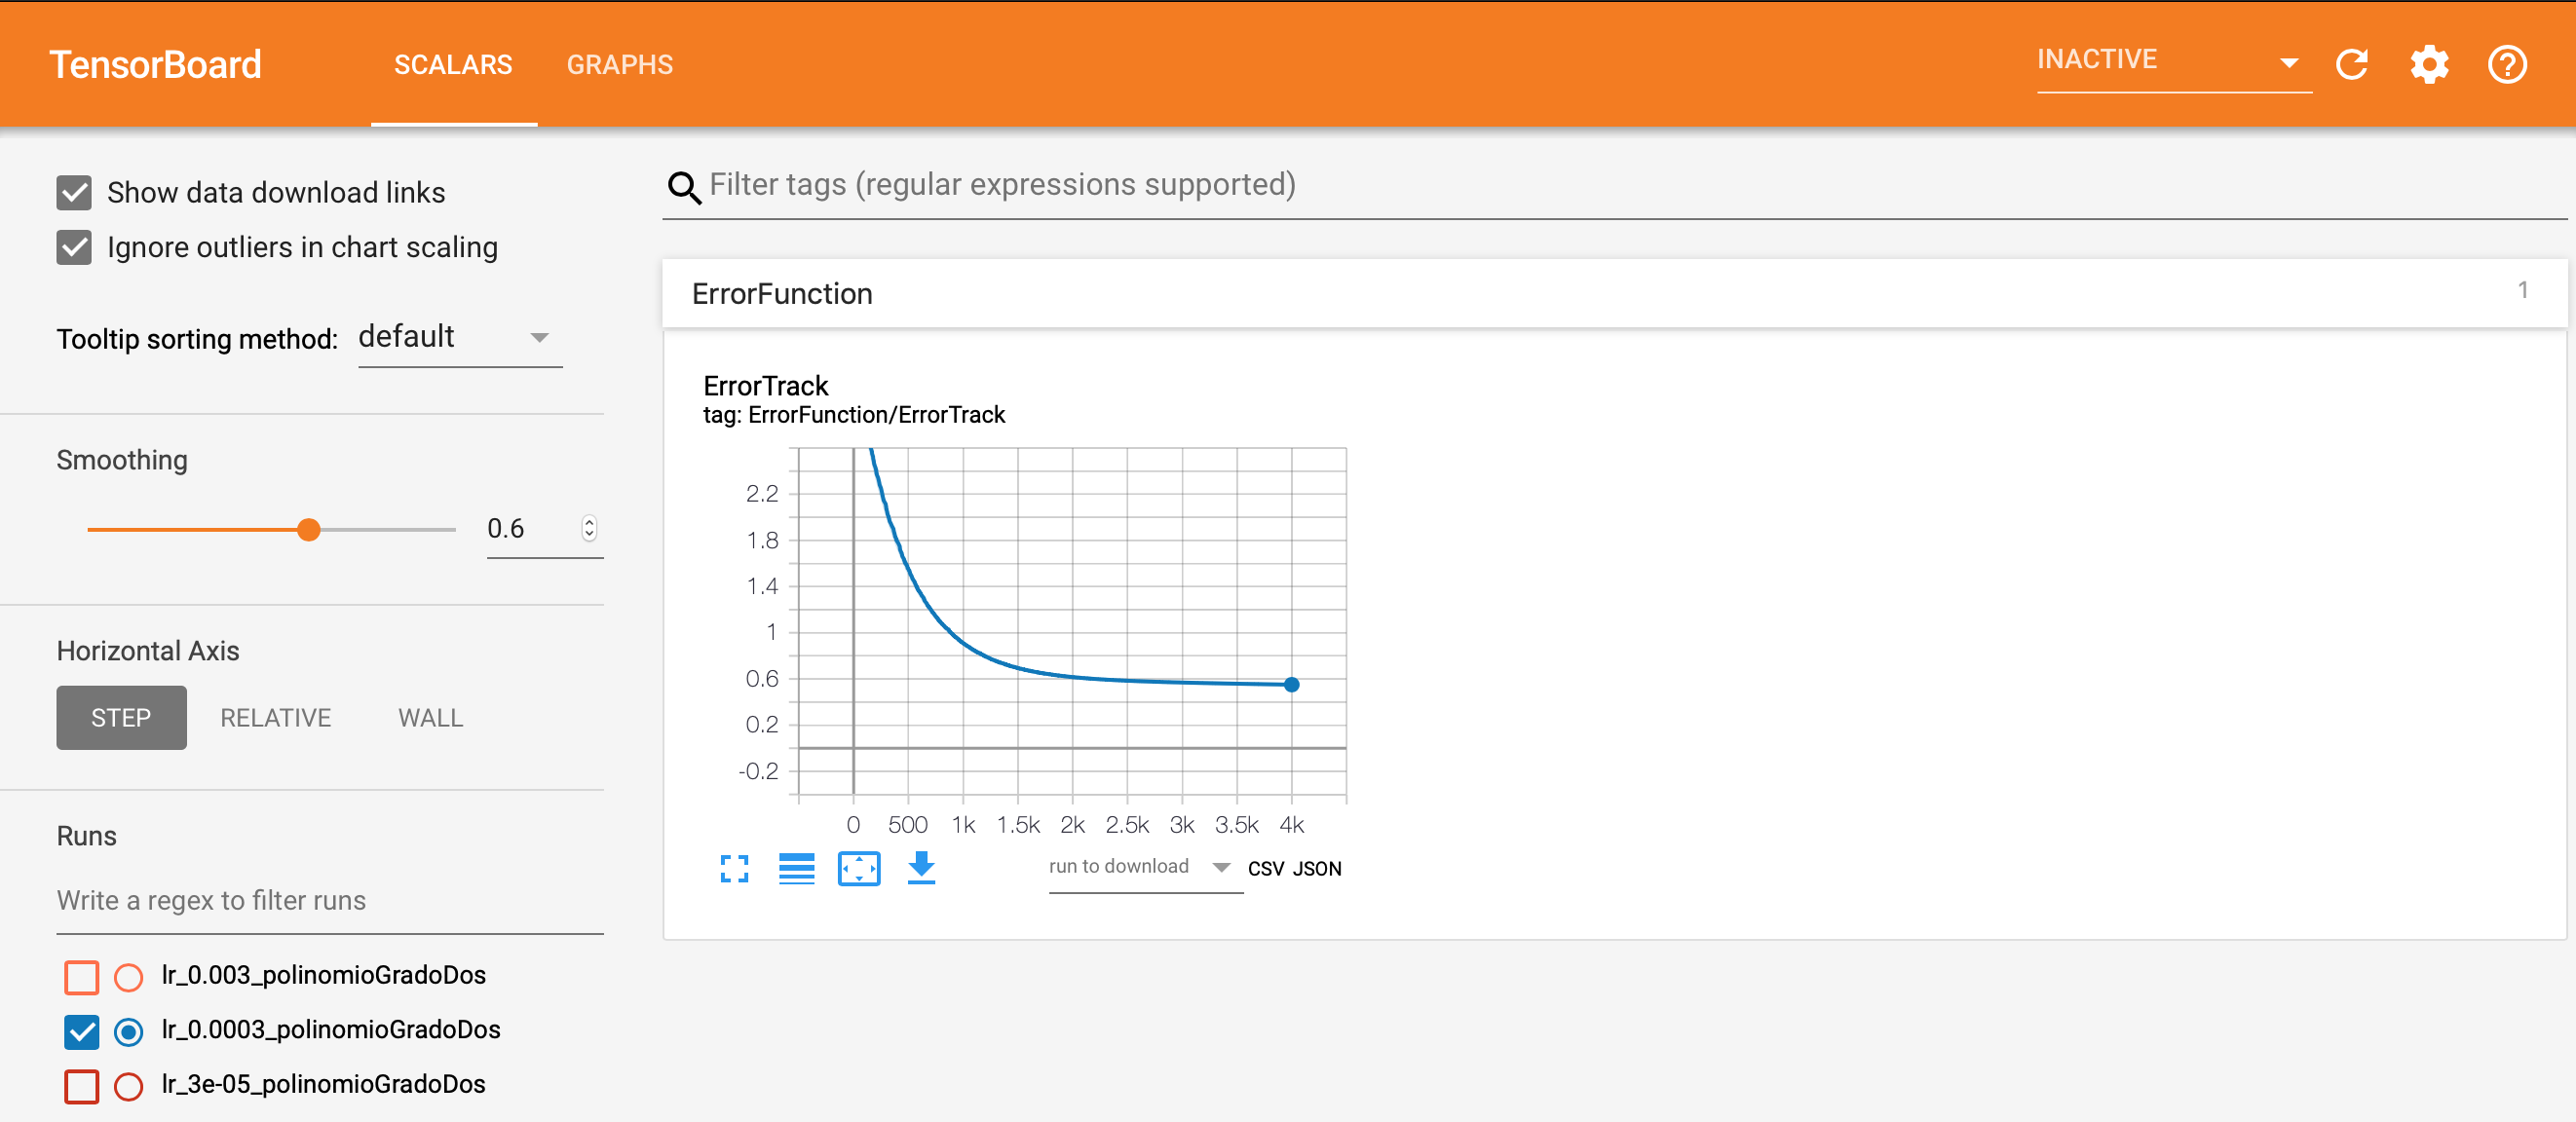 TensorBoard SCALARS GRAPHS INACTIVE
Show data download links
Ignore outliers in chart scaling
Tooltip sorting method: default
Smoothing
0.6
Horizontal Axis
STEP RELATIVE WALL
Runs
Write a regex to filter runs
lr_0.003_polinomioGradoDos
lr_0.0003_polinomioGradoDos
lr_3e-05_polinomioGradoDos
Filter tags (regular expressions supported)
ErrorFunction 1
ErrorTrack
tag: ErrorFunction/ErrorTrack
2.2
1.8
1.4
1
0.6
0.2
-0.2
0 500 1k 1.5k 2k 2.5k 3k 3.5k 4k
run to download CSV JSON